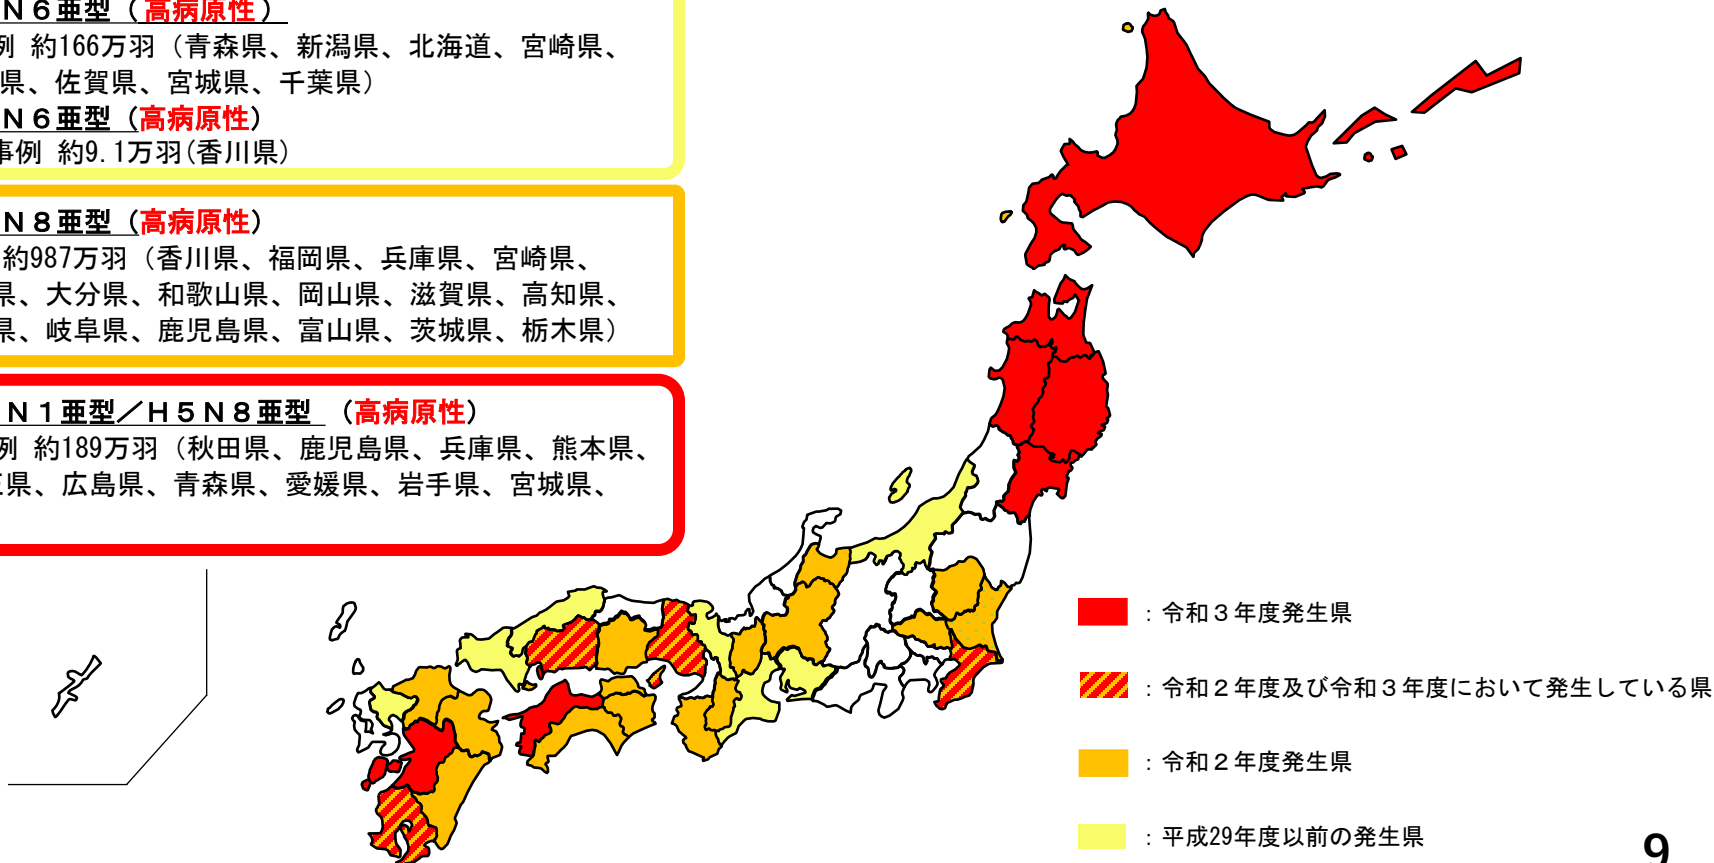 Ｎ６亜型（高病原性）
例 約166万羽（青森県、新潟県、北海道、宮崎県、
県、佐賀県、宮城県、千葉県）
Ｎ６亜型（高病原性）
事例 約9.1万羽(香川県）
Ｎ８亜型（高病原性）
約987万羽（香川県、福岡県、兵庫県、宮崎県、
県、大分県、和歌山県、岡山県、滋賀県、高知県、
県、岐阜県、鹿児島県、富山県、茨城県、栃木県）
Ｎ１亜型／Ｈ５Ｎ８亜型 （高病原性）
例 約189万羽（秋田県、鹿児島県、兵庫県、熊本県、
県、広島県、青森県、愛媛県、岩手県、宮城県、
：令和３年度発生県
：令和２年度及び令和３年度において発生している県
：令和２年度発生県
：平成29年度以前の発生県
9